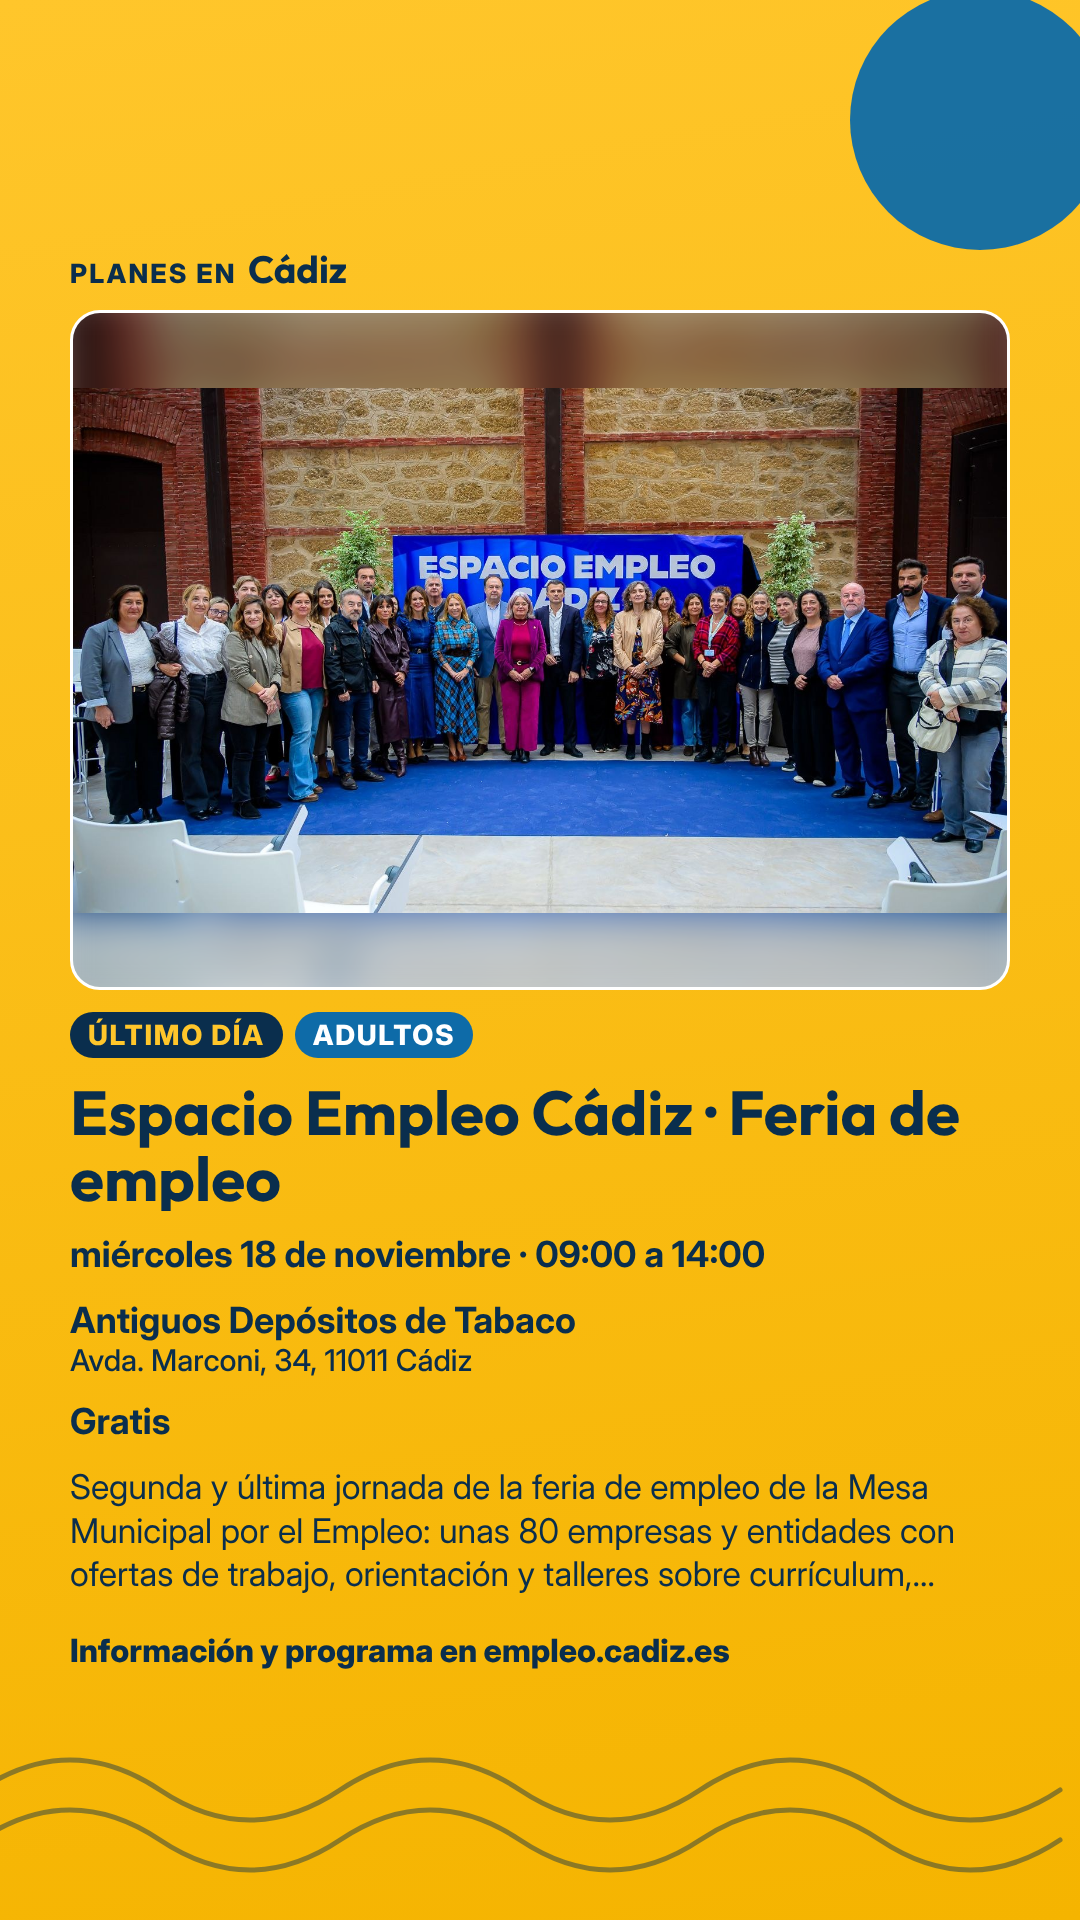 PLANES EN Cádiz
ESPACIO EMPLEO
CÁDIZ
ÚLTIMO DÍA
ADULTOS
Espacio Empleo Cádiz · Feria de
empleo
miércoles 18 de noviembre · 09:00 a 14:00
Antiguos Depósitos de Tabaco
Avda. Marconi, 34, 11011 Cádiz
Gratis
Segunda y última jornada de la feria de empleo de la Mesa
Municipal por el Empleo: unas 80 empresas y entidades con
ofertas de trabajo, orientación y talleres sobre currículum,...
Información y programa en empleo.cadiz.es